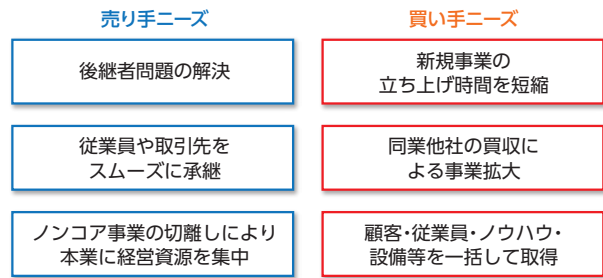 売り手ニーズ
後継者問題の解決
従業員や取引先を
スムーズに承継
ノンコア事業の切離しにより
本業に経営資源を集中
買い手ニーズ
新規事業の
立ち上げ時間を短縮
同業他社の買収に
よる事業拡大
顧客・従業員・ノウハウ・
設備等を一括して取得